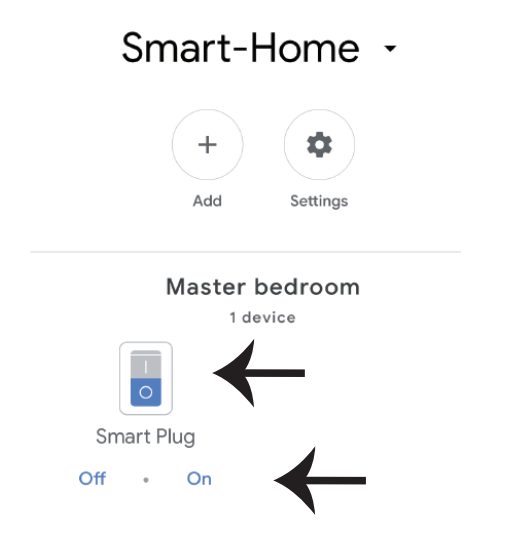 Smart-Home
Add Settings
Master bedroom
1 device
Smart Plug
Off • On